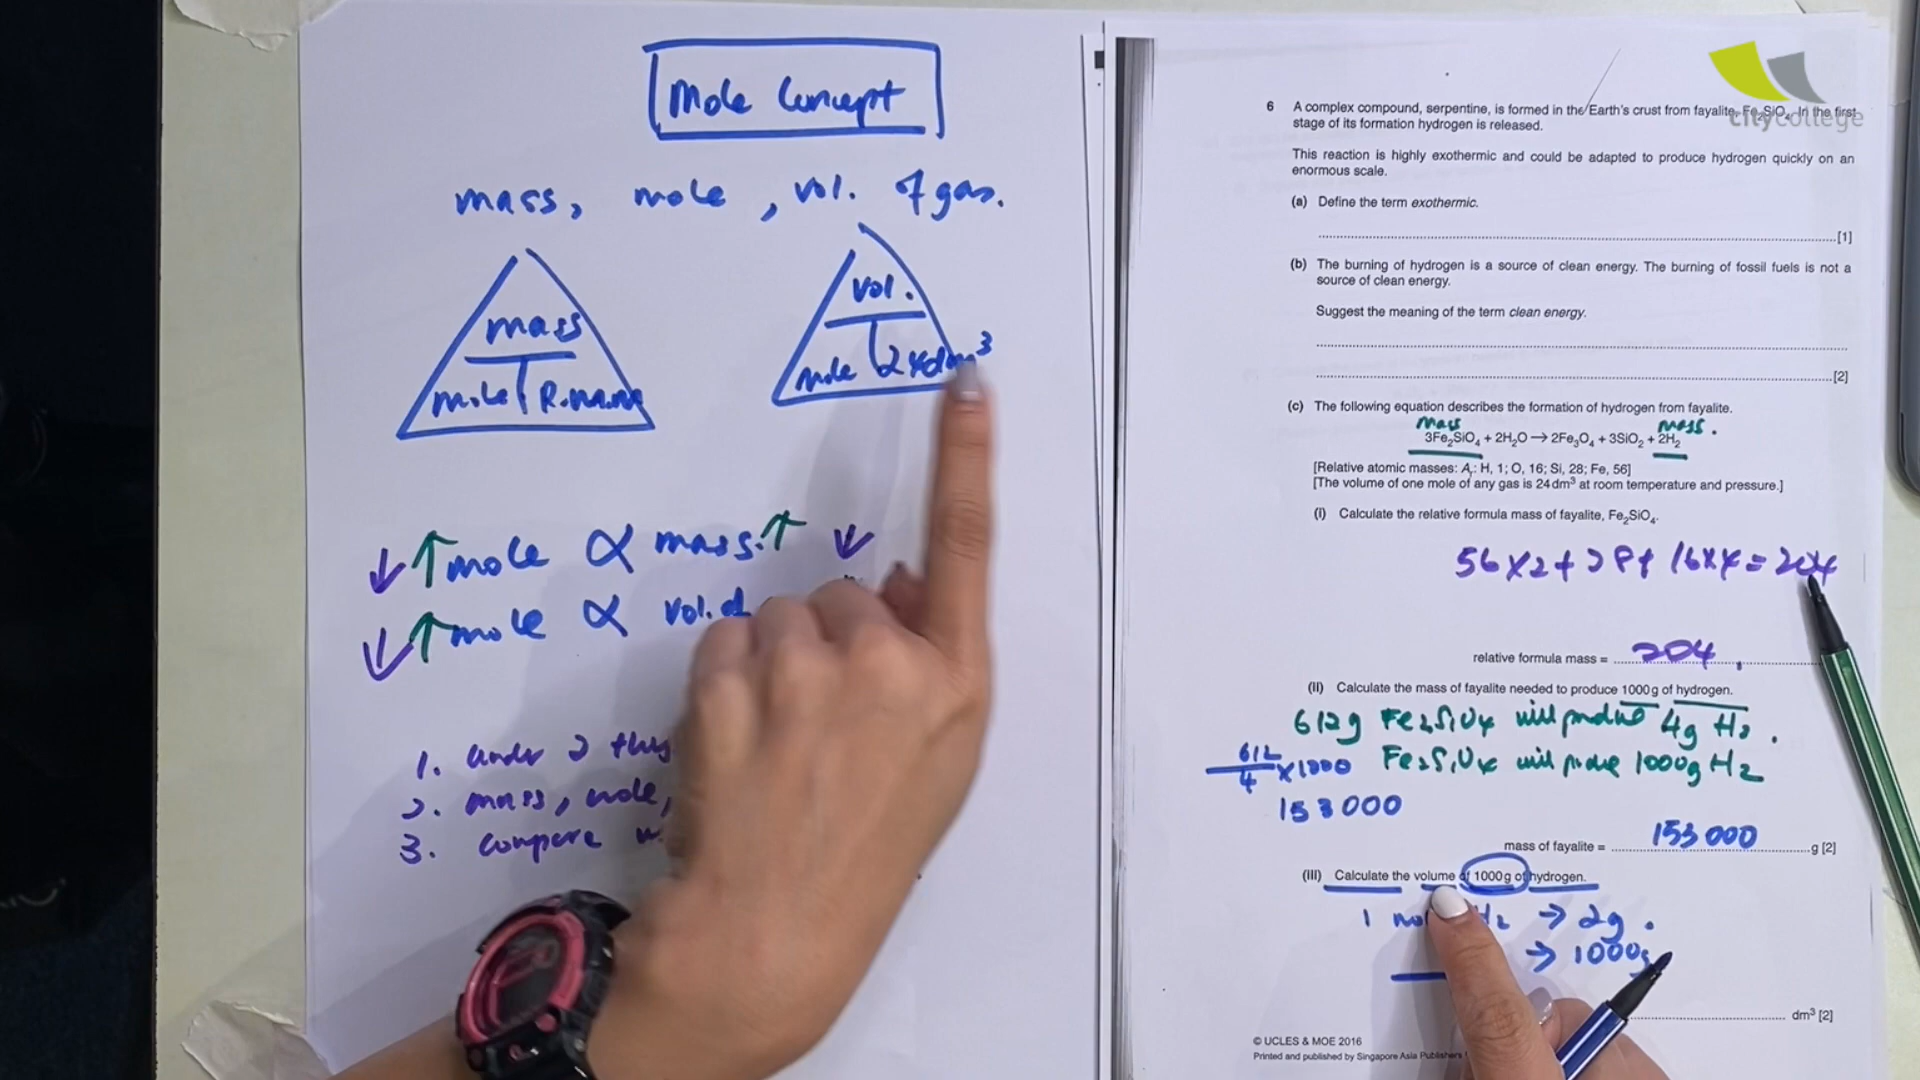 Mole Concept
mass, mole, vol. of gas.
mass
mole R.mass
vol.
mole 24dm³
↓↑mole ∝ mass.↑ ↓
↓↑mole ∝ vol.
1. under 2 this
2. mass, mole,
3. compare
citycollege
6 A complex compound, serpentine, is formed in the Earth's crust from fayalite, Fe₂SiO₄. In the first
stage of its formation hydrogen is released.
This reaction is highly exothermic and could be adapted to produce hydrogen quickly on an
enormous scale.
(a) Define the term exothermic.
[1]
(b) The burning of hydrogen is a source of clean energy. The burning of fossil fuels is not a
source of clean energy.
Suggest the meaning of the term clean energy.
[2]
(c) The following equation describes the formation of hydrogen from fayalite.
mass mass.
3Fe₂SiO₄ + 2H₂O → 2Fe₃O₄ + 3SiO₂ + 2H₂
[Relative atomic masses: Aᵣ: H, 1; O, 16; Si, 28; Fe, 56]
[The volume of one mole of any gas is 24 dm³ at room temperature and pressure.]
(i) Calculate the relative formula mass of fayalite, Fe₂SiO₄.
56x2+28+16x4=204
relative formula mass = 204
(ii) Calculate the mass of fayalite needed to produce 1000 g of hydrogen.
612g Fe₂SiO₄ will produce 4g H₂.
612/4 x1000 Fe₂SiO₄ will produce 1000g H₂
153000
mass of fayalite = 153000 g [2]
(iii) Calculate the volume of 1000 g of hydrogen.
1 H₂ → 2g.
→ 1000g
dm³ [2]
© UCLES & MOE 2016
Printed and published by Singapore Asia Publishers